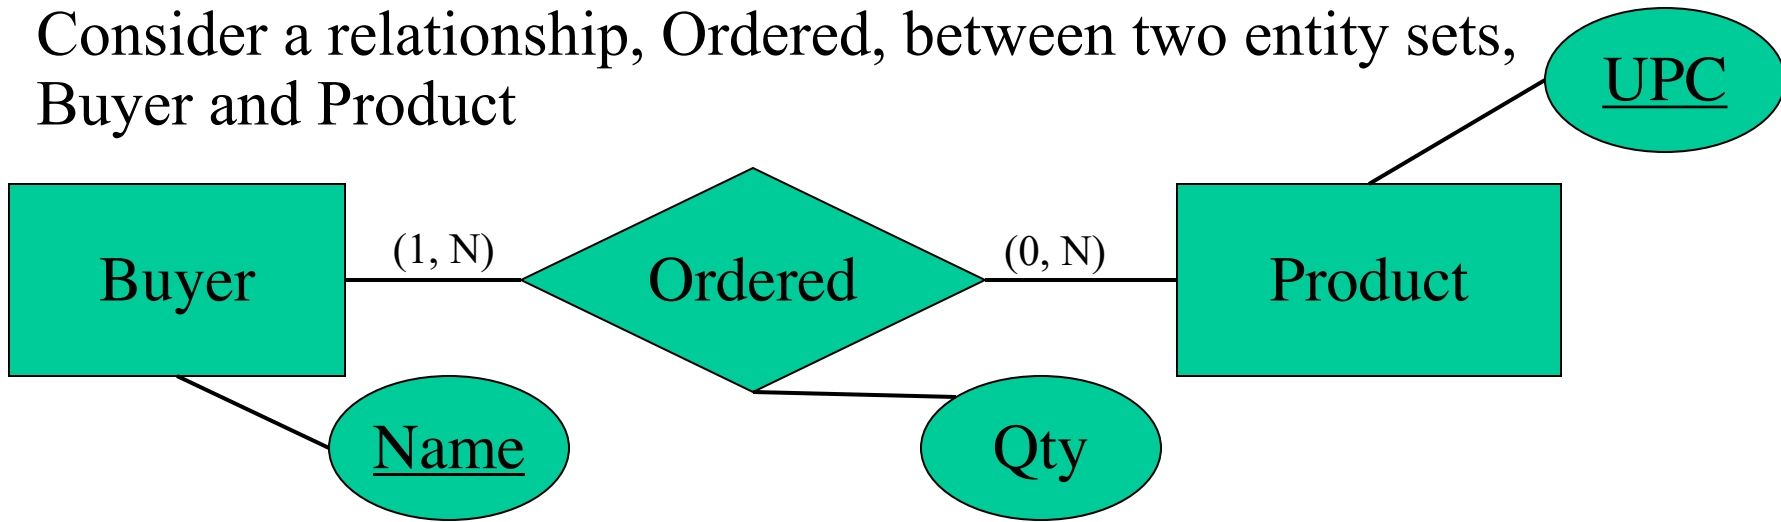 Consider a relationship, Ordered, between two entity sets,
Buyer and Product
UPC
Buyer
(1, N)
Ordered
(0, N)
Product
Name
Qty